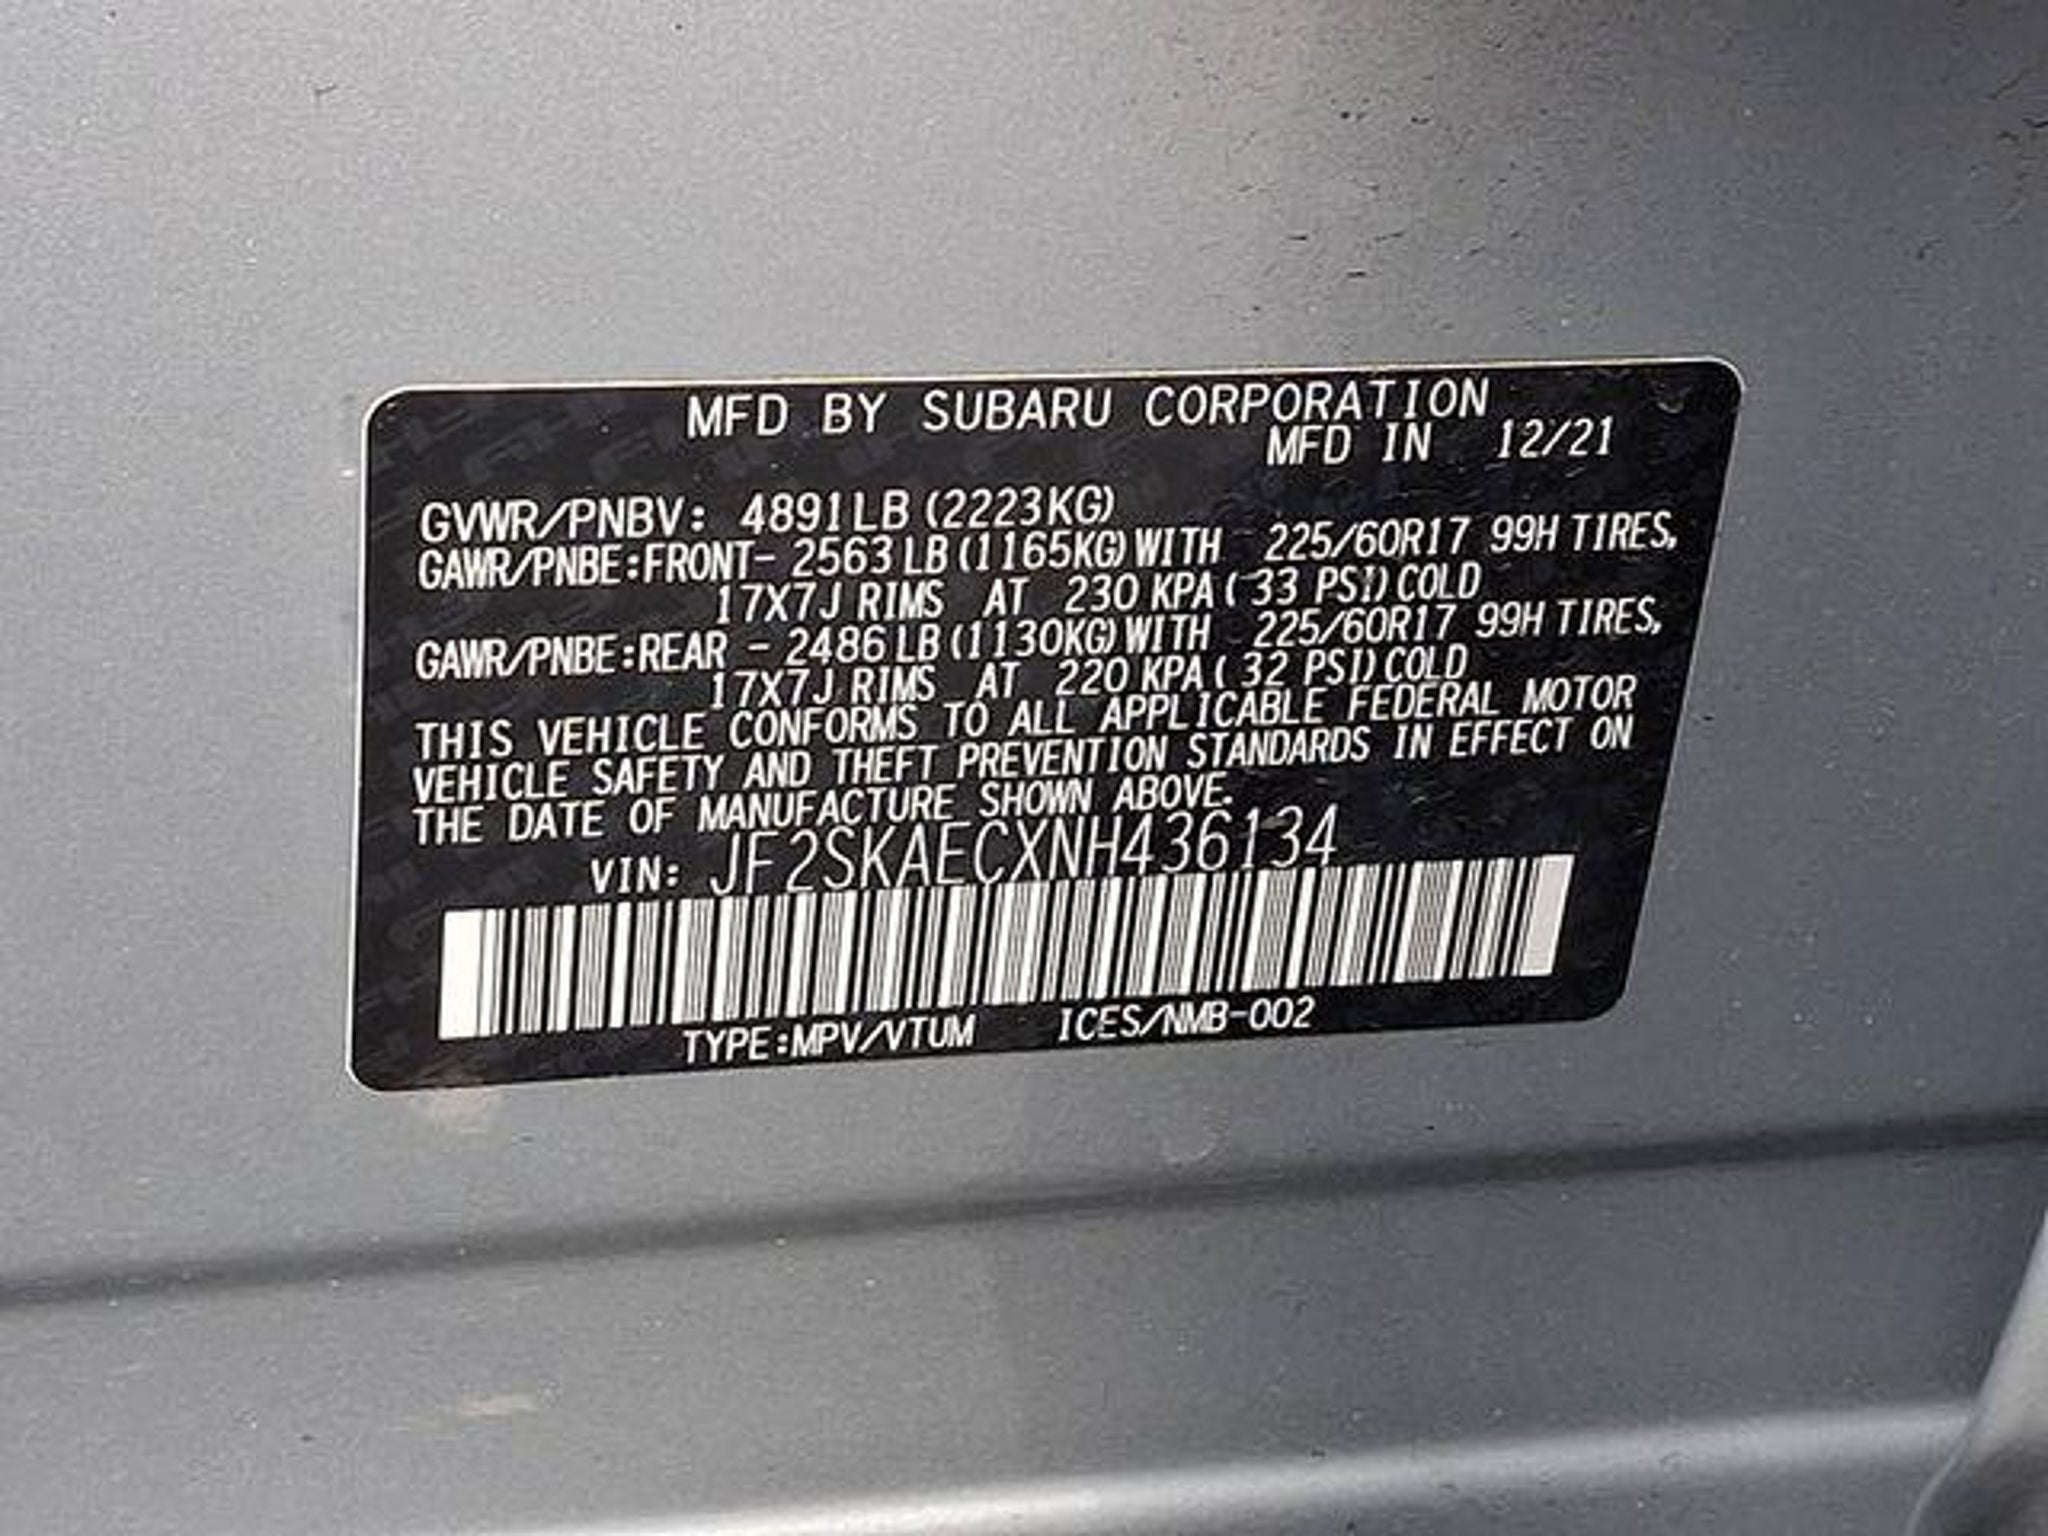 MFD BY SUBARU CORPORATION
MFD IN 12/21
GVWR/PNBV: 4891LB (2223KG)
GAWR/PNBE:FRONT- 2563 LB (1165KG) WITH 225/60R17 99H TIRES,
17X7J RIMS AT 230 KPA ( 33 PSI) COLD
GAWR/PNBE:REAR - 2486 LB (1130KG) WITH 225/60R17 99H TIRES,
17X7J RIMS AT 220 KPA ( 32 PSI) COLD
THIS VEHICLE CONFORMS TO ALL APPLICABLE FEDERAL MOTOR
VEHICLE SAFETY AND THEFT PREVENTION STANDARDS IN EFFECT ON
THE DATE OF MANUFACTURE SHOWN ABOVE.
VIN: JF2SKAECXNH436134
TYPE:MPV/VTUM ICES/NMB-002